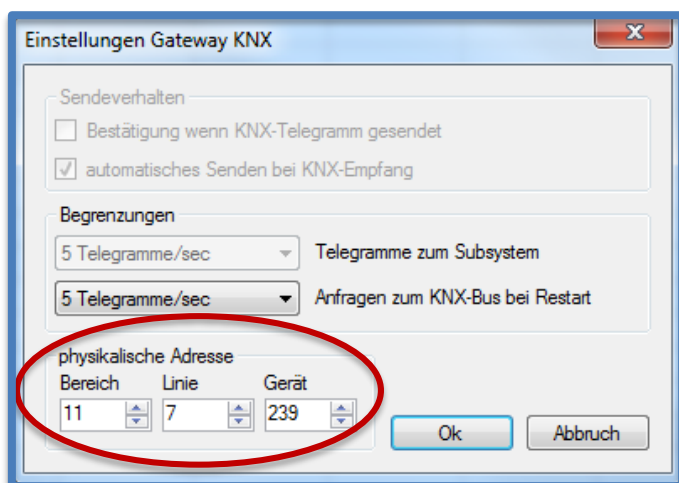 Einstellungen Gateway KNX
Sendeverhalten
Bestätigung wenn KNX-Telegramm gesendet
automatisches Senden bei KNX-Empfang
Begrenzungen
5 Telegramme/sec Telegramme zum Subsystem
5 Telegramme/sec Anfragen zum KNX-Bus bei Restart
physikalische Adresse
Bereich Linie Gerät
11 7 239
Ok Abbruch